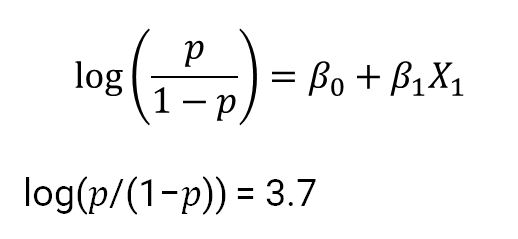 log(p/(1 − p)) = β₀ + β₁X₁
log(p/(1−p)) = 3.7